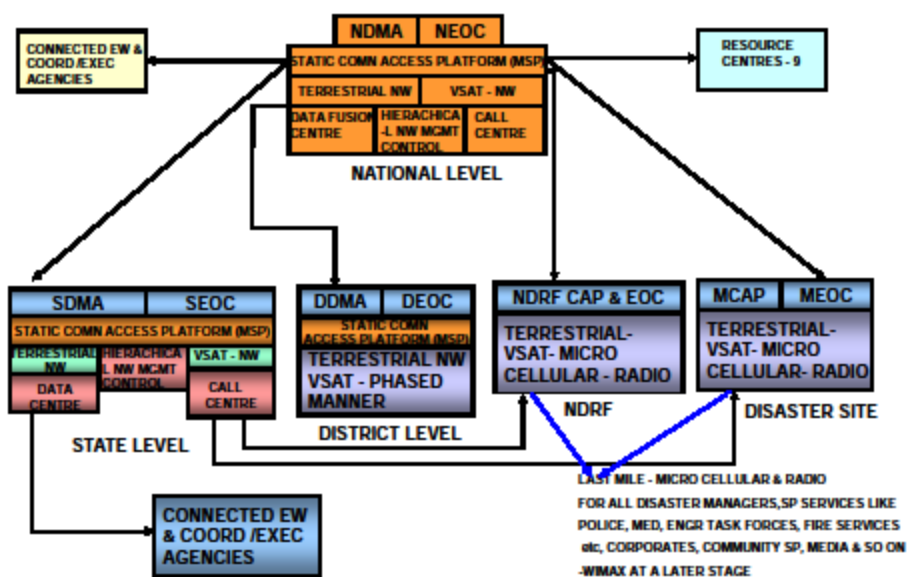 NDMA NEOC
CONNECTED EW &
COORD /EXEC
AGENCIES
STATIC COMN ACCESS PLATFORM (MSP)
RESOURCE
CENTRES - 9
TERRESTRIAL NW VSAT - NW
DATA FUSION
CENTRE
HIERACHICA
-L NW MGMT
CONTROL
CALL
CENTRE
NATIONAL LEVEL
SDMA SEOC
STATIC COMN ACCESS PLATFORM (MSP)
TERRESTRIAL
NW
HIERACHICA
L NW MGMT
CONTROL
VSAT - NW
DATA
CENTRE
CALL
CENTRE
STATE LEVEL
DDMA DEOC
STATIC COMN
ACCESS PLATFORM (MSP)
TERRESTRIAL NW
VSAT - PHASED
MANNER
DISTRICT LEVEL
NDRF CAP & EOC
TERRESTRIAL-
VSAT- MICRO
CELLULAR - RADIO
NDRF
MCAP MEOC
TERRESTRIAL-
VSAT- MICRO
CELLULAR- RADIO
DISASTER SITE
CONNECTED EW
& COORD /EXEC
AGENCIES
LAST MILE - MICRO CELLULAR & RADIO
FOR ALL DISASTER MANAGERS,SP SERVICES LIKE
POLICE, MED, ENGR TASK FORCES, FIRE SERVICES
etc, CORPORATES, COMMUNITY SP, MEDIA & SO ON
-WIMAX AT A LATER STAGE